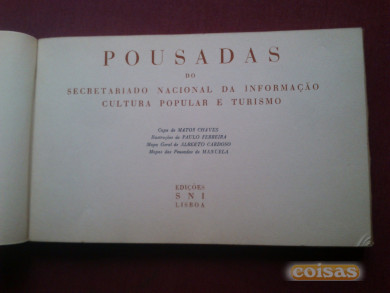 POUSADAS
DO
SECRETARIADO NACIONAL DA INFORMAÇÃO
CULTURA POPULAR E TURISMO
Capa de MATOS CHAVES
Ilustrações de PAULO FERREIRA
Mapa Geral de ALBERTO CARDOSO
Mapas das Pousadas de MANUELA
EDIÇÕES
S N I
LISBOA
coisas